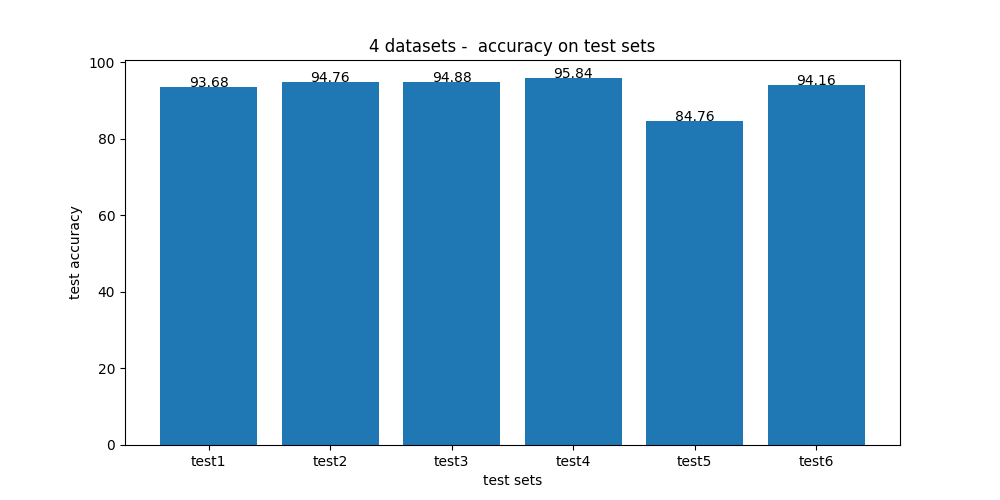 4 datasets -  accuracy on test sets
100
80
60
40
20
0
test accuracy
93.68
94.76
94.88
95.84
84.76
94.16
test1
test2
test3
test4
test5
test6
test sets